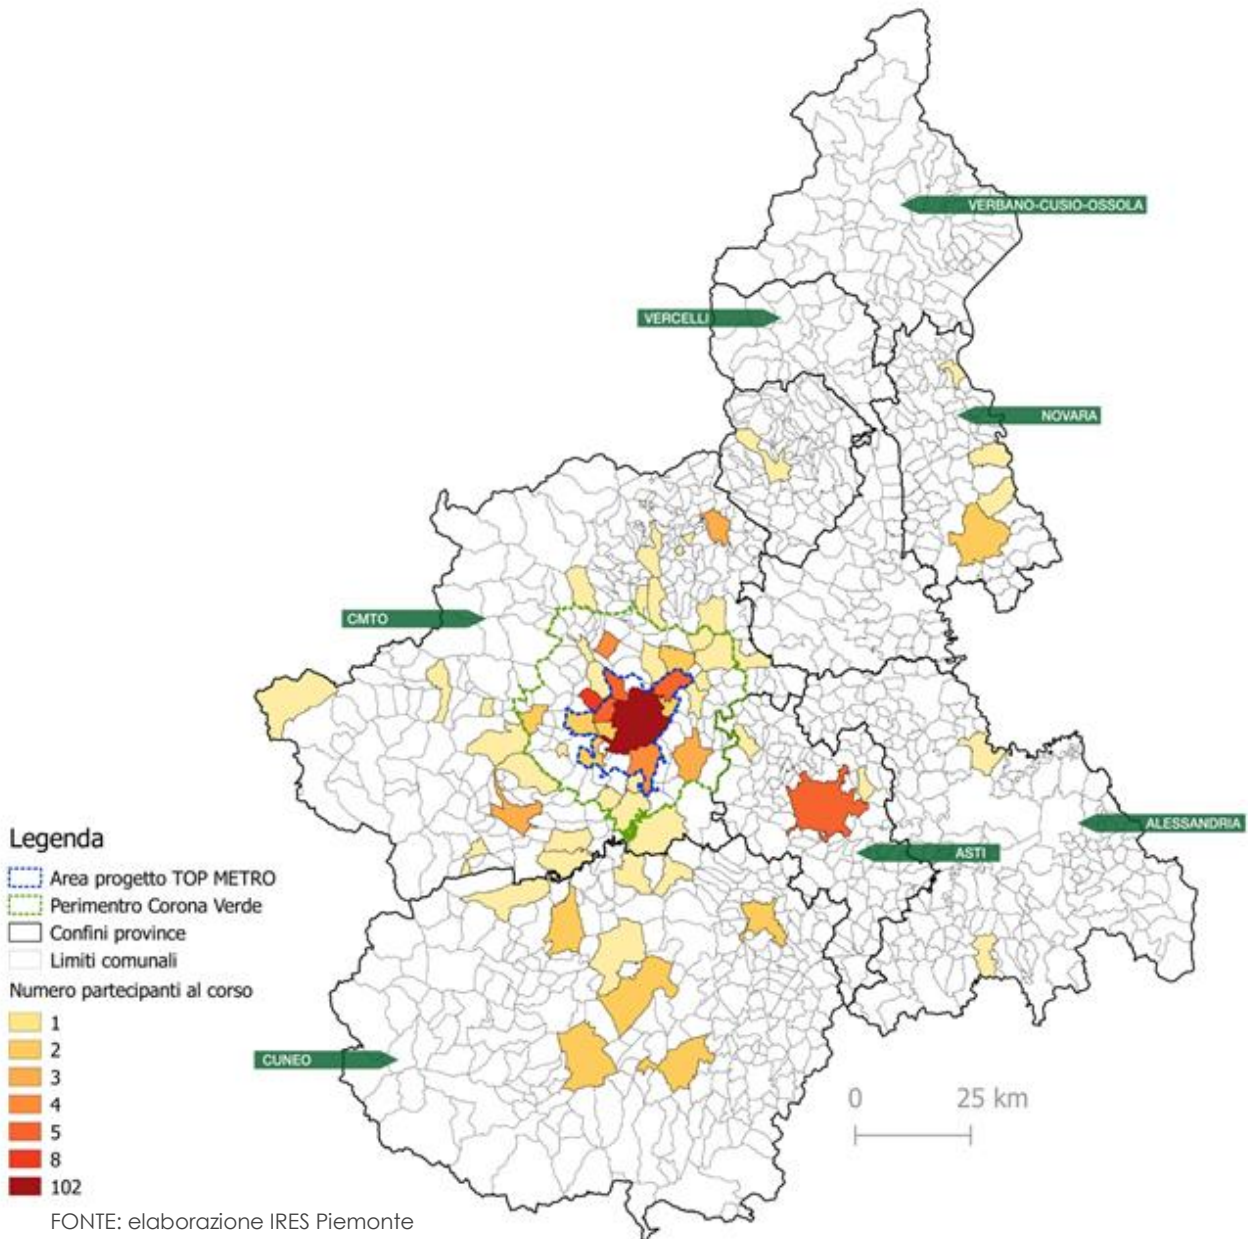 VERBANO-CUSIO-OSSOLA
VERCELLI
NOVARA
CMTO
ALESSANDRIA
ASTI
CUNEO
Legenda
Area progetto TOP METRO
Perimentro Corona Verde
Confini province
Limiti comunali
Numero partecipanti al corso
1
2
3
4
5
8
102
0 25 km
FONTE: elaborazione IRES Piemonte